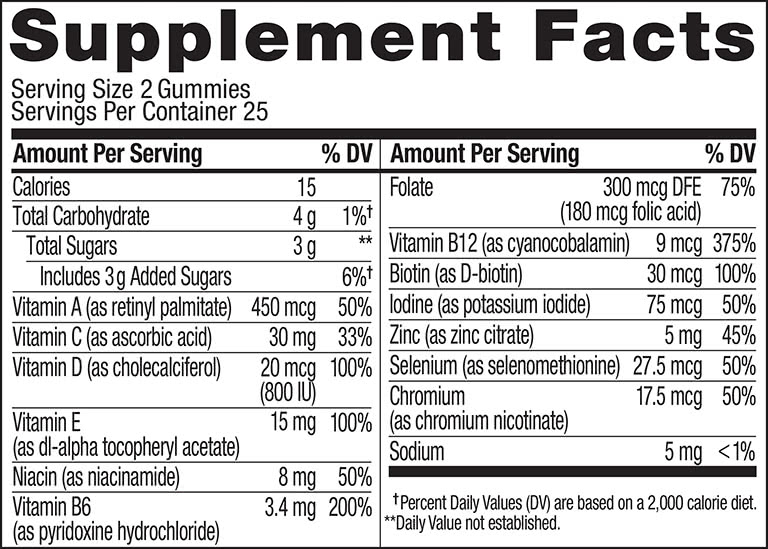 Supplement Facts
Serving Size 2 Gummies
Servings Per Container 25
Amount Per Serving % DV
Calories 15
Total Carbohydrate 4 g 1%†
Total Sugars 3 g **
Includes 3 g Added Sugars 6%†
Vitamin A (as retinyl palmitate) 450 mcg 50%
Vitamin C (as ascorbic acid) 30 mg 33%
Vitamin D (as cholecalciferol) 20 mcg 100%
(800 IU)
Vitamin E 15 mg 100%
(as dl-alpha tocopheryl acetate)
Niacin (as niacinamide) 8 mg 50%
Vitamin B6 3.4 mg 200%
(as pyridoxine hydrochloride)
Amount Per Serving % DV
Folate 300 mcg DFE 75%
(180 mcg folic acid)
Vitamin B12 (as cyanocobalamin) 9 mcg 375%
Biotin (as D-biotin) 30 mcg 100%
Iodine (as potassium iodide) 75 mcg 50%
Zinc (as zinc citrate) 5 mg 45%
Selenium (as selenomethionine) 27.5 mcg 50%
Chromium 17.5 mcg 50%
(as chromium nicotinate)
Sodium 5 mg <1%
†Percent Daily Values (DV) are based on a 2,000 calorie diet.
**Daily Value not established.